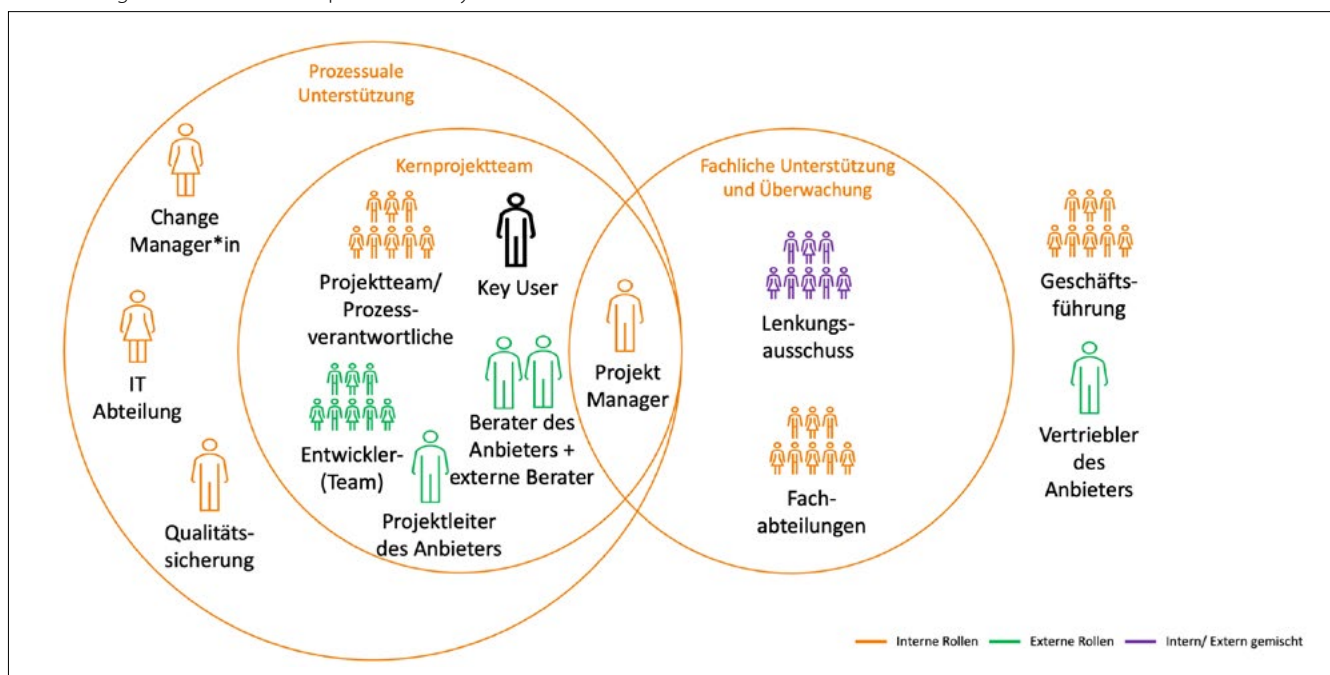 Prozessuale
Unterstützung
Change
Manager*in
IT
Abteilung
Qualitäts-
sicherung
Kernprojektteam
Projektteam/
Prozess-
verantwortliche
Key User
Entwickler-
(Team)
Berater des
Anbieters +
externe Berater
Projektleiter
des Anbieters
Projekt
Manager
Fachliche Unterstützung
und Überwachung
Lenkungs-
ausschuss
Fach-
abteilungen
Geschäfts-
führung
Vertriebler
des
Anbieters
Interne Rollen
Externe Rollen
Intern/ Extern gemischt